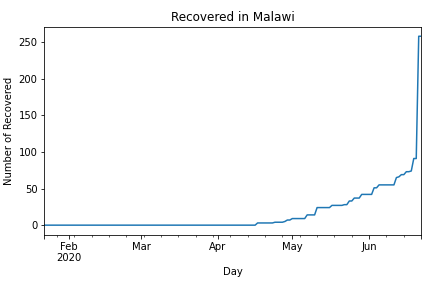 Recovered in Malawi
Number of Recovered
250
200
150
100
50
0
Feb
2020
Mar
Apr
May
Jun
Day